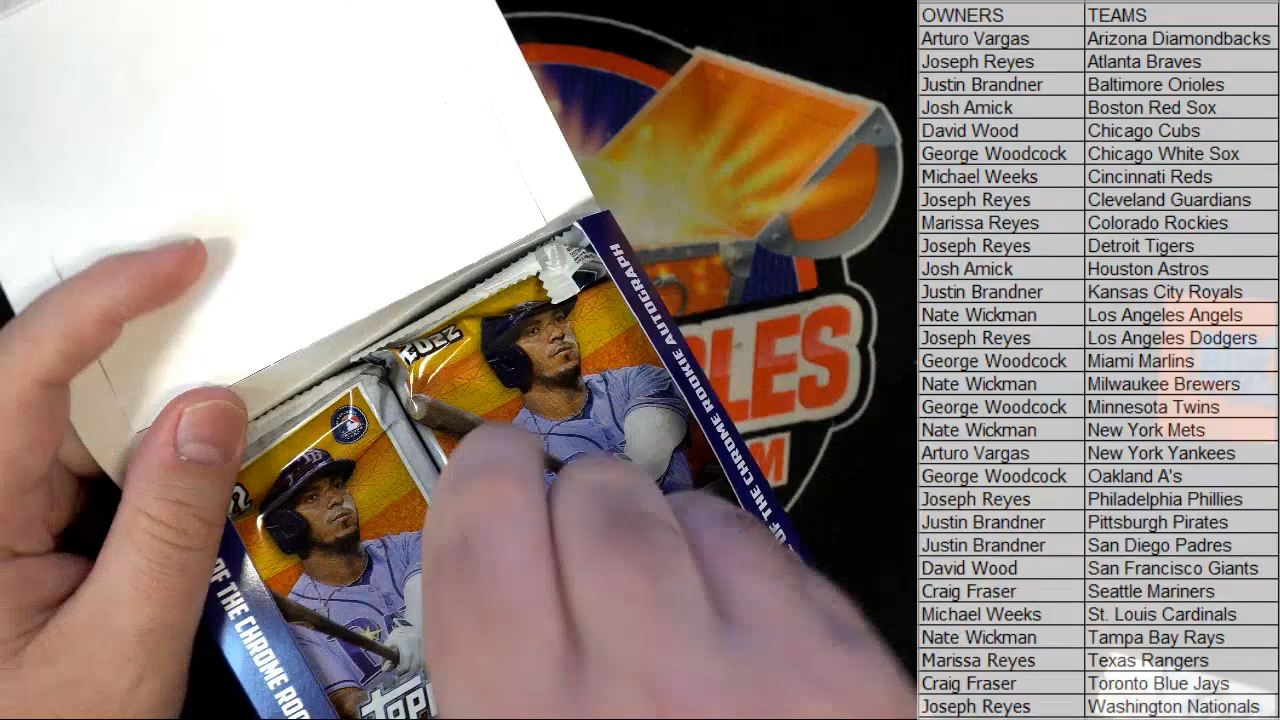 OWNERS TEAMS
Arturo Vargas Arizona Diamondbacks
Joseph Reyes Atlanta Braves
Justin Brandner Baltimore Orioles
Josh Amick Boston Red Sox
David Wood Chicago Cubs
George Woodcock Chicago White Sox
Michael Weeks Cincinnati Reds
Joseph Reyes Cleveland Guardians
Marissa Reyes Colorado Rockies
Joseph Reyes Detroit Tigers
Josh Amick Houston Astros
Justin Brandner Kansas City Royals
Nate Wickman Los Angeles Angels
Joseph Reyes Los Angeles Dodgers
George Woodcock Miami Marlins
Nate Wickman Milwaukee Brewers
George Woodcock Minnesota Twins
Nate Wickman New York Mets
Arturo Vargas New York Yankees
George Woodcock Oakland A's
Joseph Reyes Philadelphia Phillies
Justin Brandner Pittsburgh Pirates
Justin Brandner San Diego Padres
David Wood San Francisco Giants
Craig Fraser Seattle Mariners
Michael Weeks St. Louis Cardinals
Nate Wickman Tampa Bay Rays
Marissa Reyes Texas Rangers
Craig Fraser Toronto Blue Jays
Joseph Reyes Washington Nationals
2022
OF THE CHROME ROOKIE AUTOGRAPH
OF THE CHROME ROO
TB